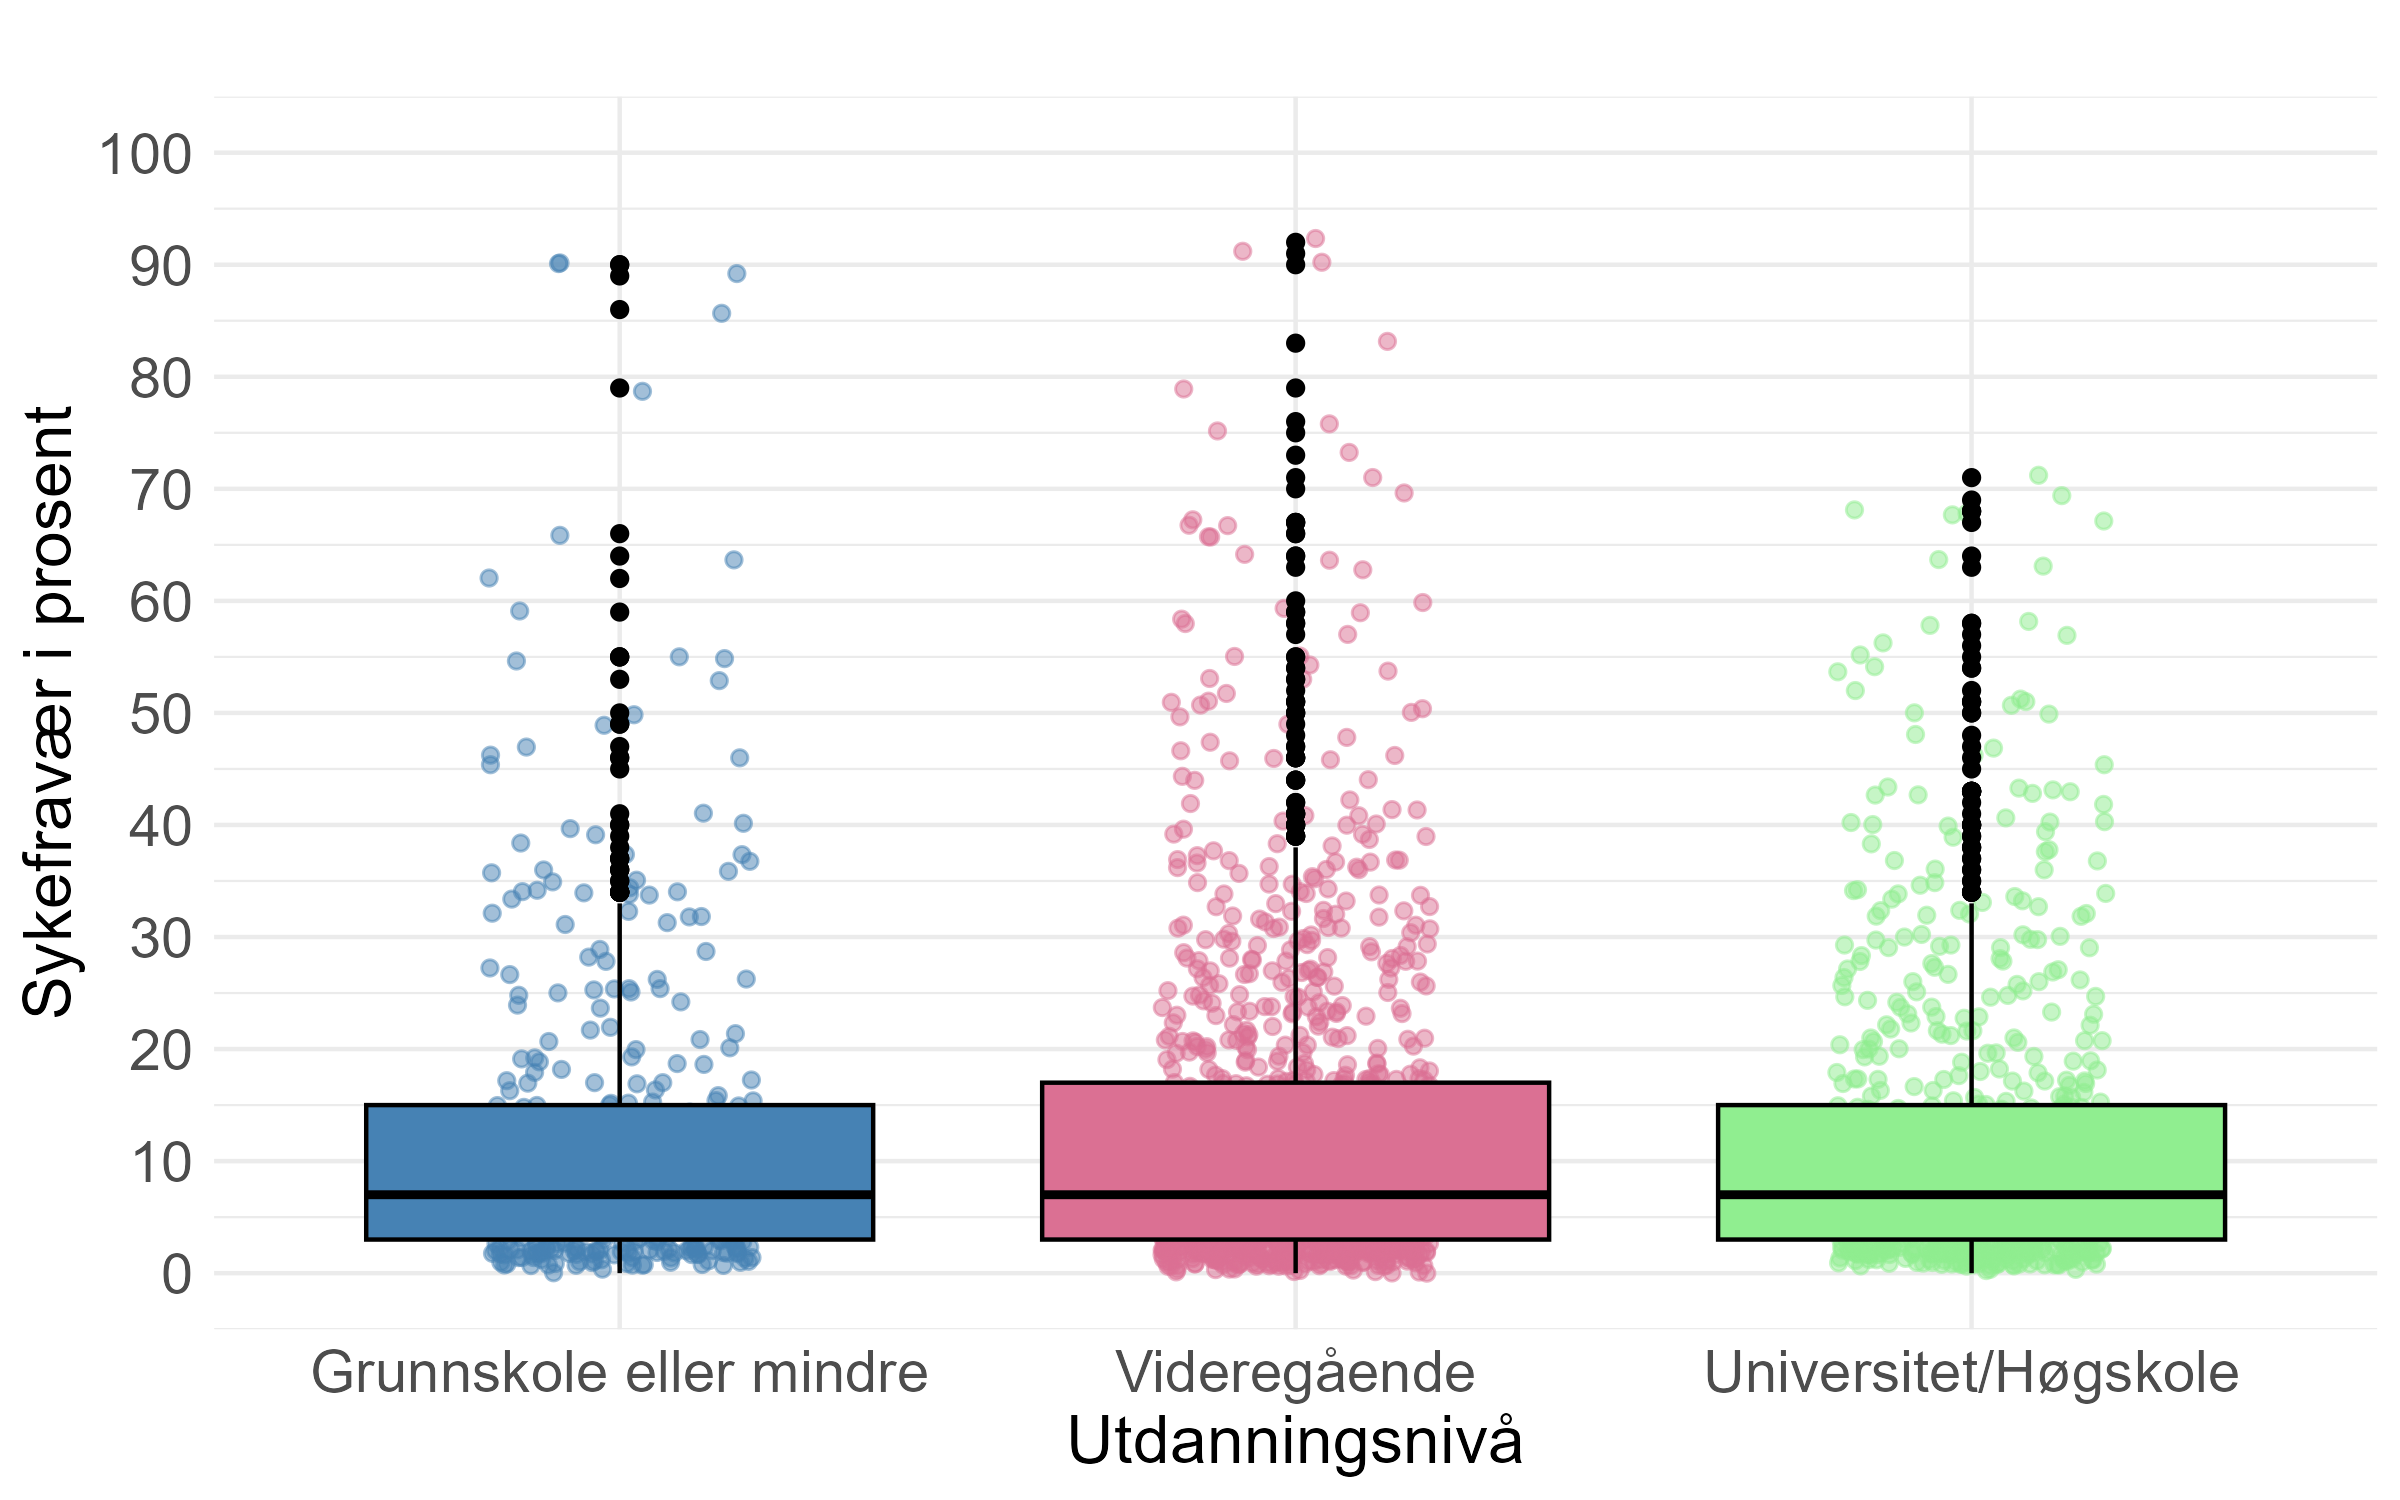 Sykefravær i prosent
100
90
80
70
60
50
40
30
20
10
0
Grunnskole eller mindre
Videregående
Universitet/Høgskole
Utdanningsnivå